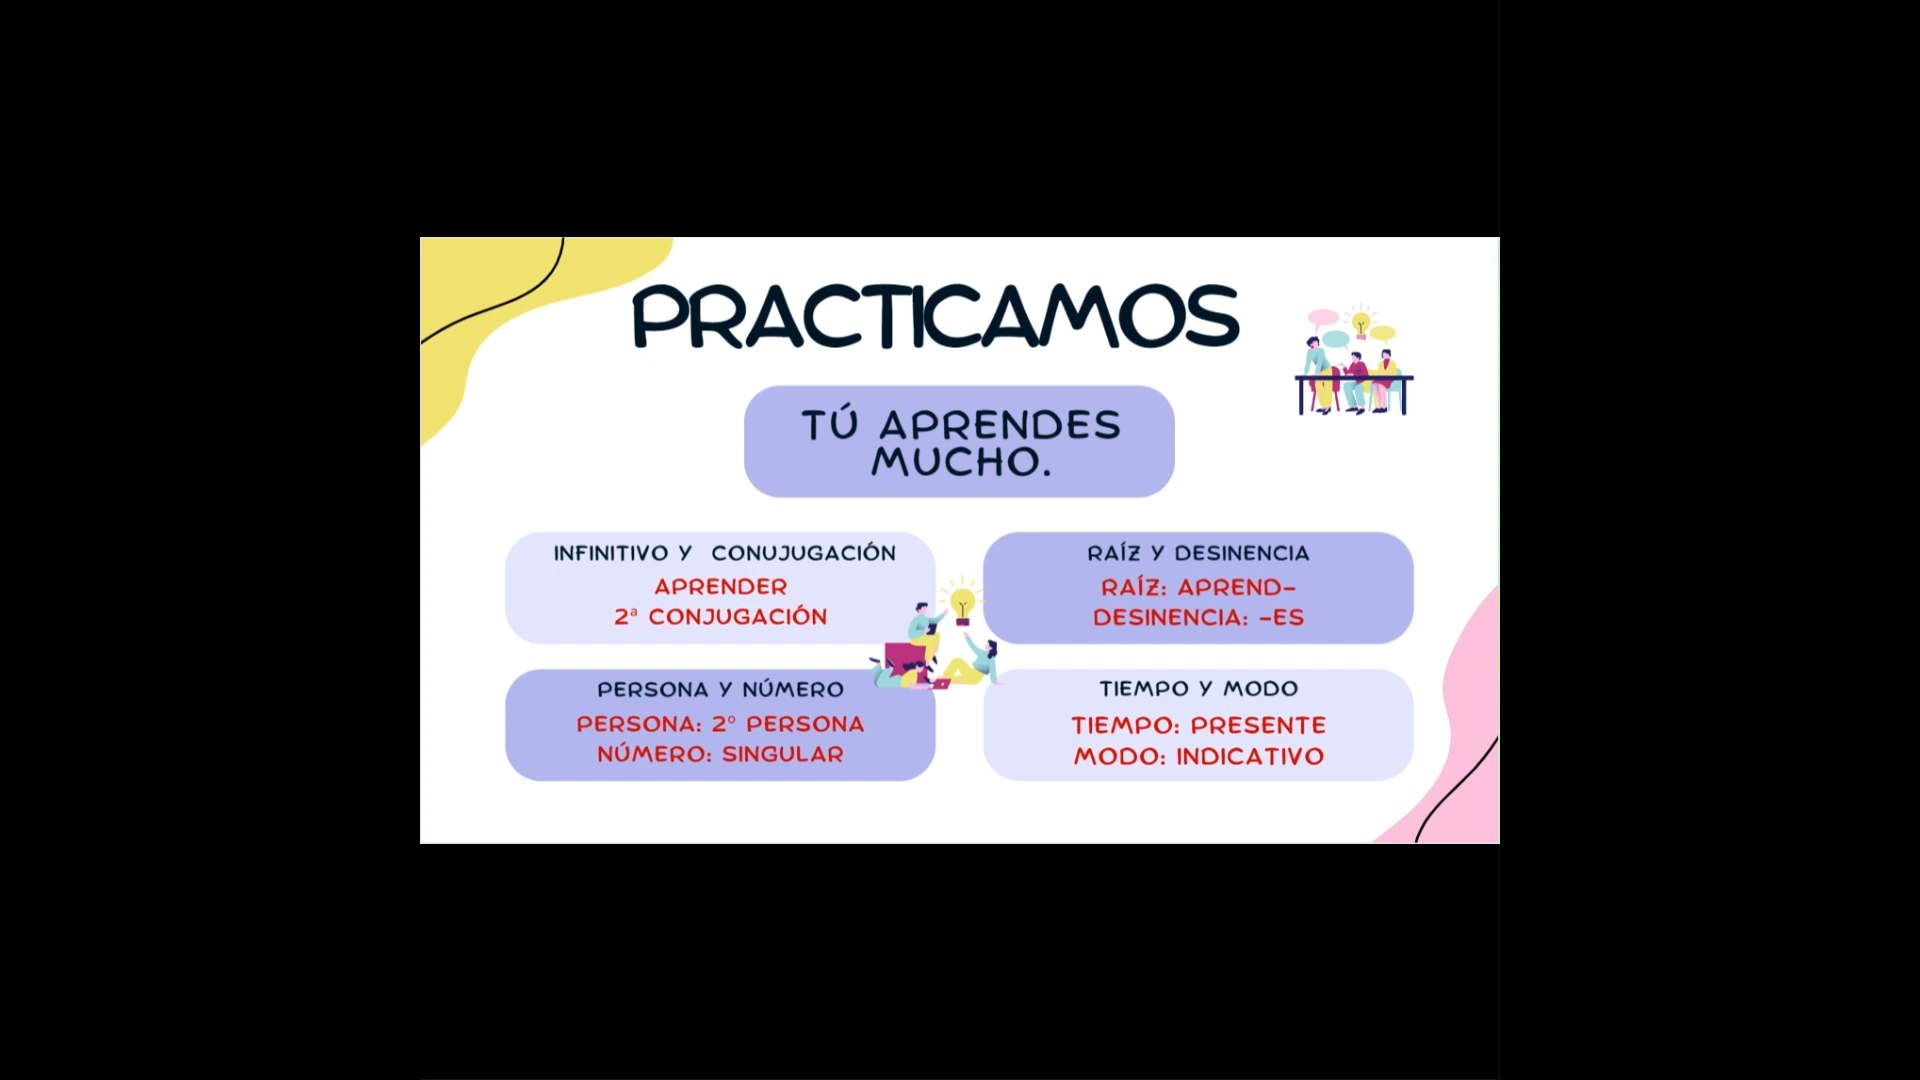 PRACTICAMOS
TÚ APRENDES
MUCHO.
INFINITIVO Y CONUJUGACIÓN
APRENDER
2ª CONJUGACIÓN
RAÍZ Y DESINENCIA
RAÍZ: APREND-
DESINENCIA: -ES
PERSONA Y NÚMERO
PERSONA: 2º PERSONA
NÚMERO: SINGULAR
TIEMPO Y MODO
TIEMPO: PRESENTE
MODO: INDICATIVO